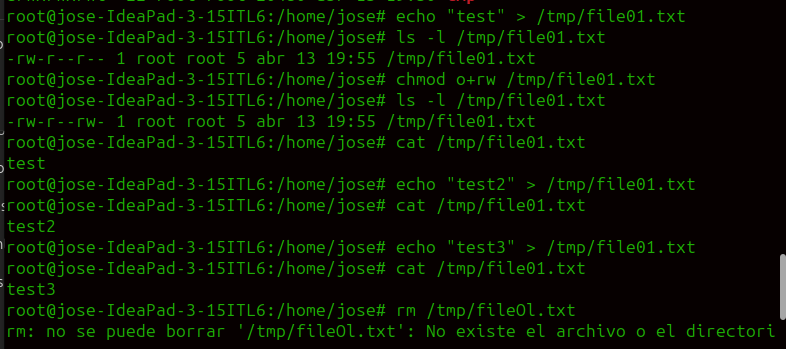 root@jose-IdeaPad-3-15ITL6:/home/jose# echo "test" > /tmp/file01.txt
root@jose-IdeaPad-3-15ITL6:/home/jose# ls -l /tmp/file01.txt
-rw-r--r-- 1 root root 5 abr 13 19:55 /tmp/file01.txt
root@jose-IdeaPad-3-15ITL6:/home/jose# chmod o+rw /tmp/file01.txt
root@jose-IdeaPad-3-15ITL6:/home/jose# ls -l /tmp/file01.txt
-rw-r--rw- 1 root root 5 abr 13 19:55 /tmp/file01.txt
root@jose-IdeaPad-3-15ITL6:/home/jose# cat /tmp/file01.txt
test
root@jose-IdeaPad-3-15ITL6:/home/jose# echo "test2" > /tmp/file01.txt
root@jose-IdeaPad-3-15ITL6:/home/jose# cat /tmp/file01.txt
test2
root@jose-IdeaPad-3-15ITL6:/home/jose# echo "test3" > /tmp/file01.txt
root@jose-IdeaPad-3-15ITL6:/home/jose# cat /tmp/file01.txt
test3
root@jose-IdeaPad-3-15ITL6:/home/jose# rm /tmp/fileOl.txt
rm: no se puede borrar '/tmp/fileOl.txt': No existe el archivo o el directori